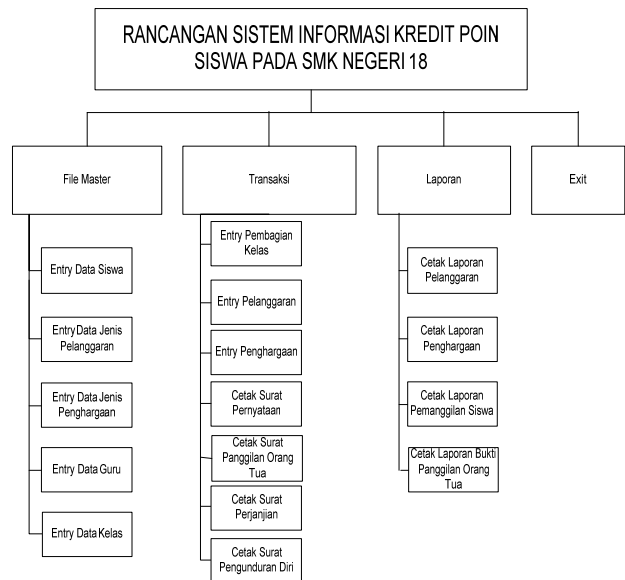 RANCANGAN SISTEM INFORMASI KREDIT POIN
SISWA PADA SMK NEGERI 18
File Master
Transaksi
Laporan
Exit
Entry Data Siswa
Entry Data Jenis
Pelanggaran
Entry Data Jenis
Penghargaan
Entry Data Guru
Entry Data Kelas
Entry Pembagian
Kelas
Entry Pelanggaran
Entry Penghargaan
Cetak Surat
Pernyataan
Cetak Surat
Panggilan Orang
Tua
Cetak Surat
Perjanjian
Cetak Surat
Pengunduran Diri
Cetak Laporan
Pelanggaran
Cetak Laporan
Penghargaan
Cetak Laporan
Pemanggilan Siswa
Cetak Laporan Bukti
Panggilan Orang
Tua